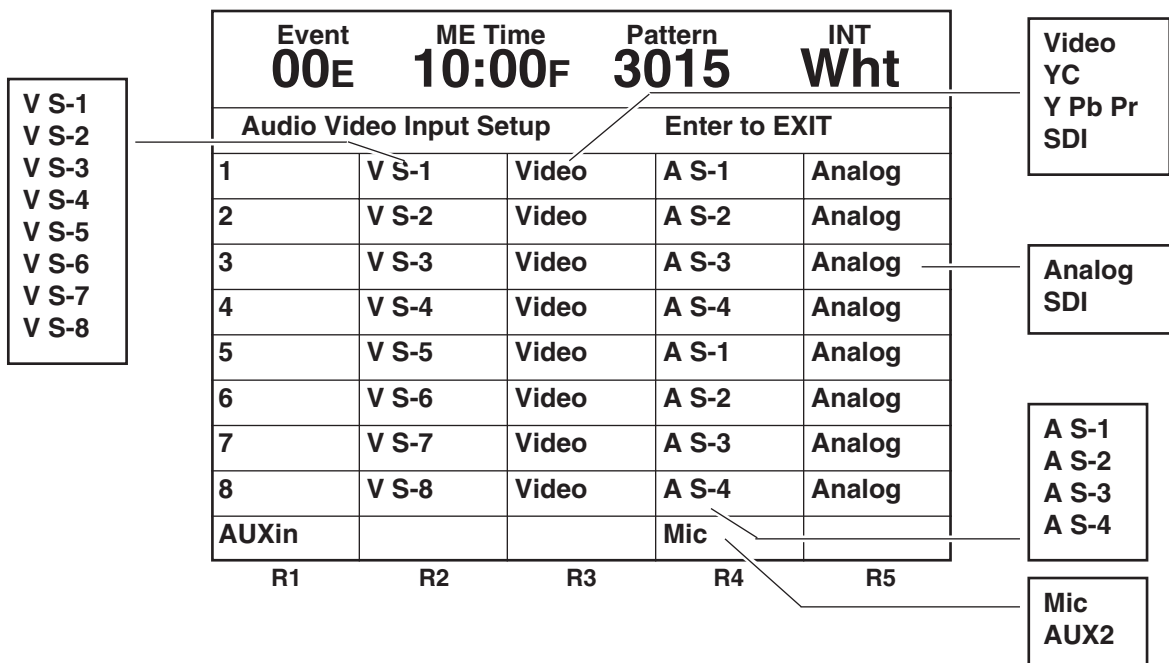 Event ME Time Pattern INT
00E 10:00F 3015 Wht
Audio Video Input Setup Enter to EXIT
1 V S-1 Video A S-1 Analog
2 V S-2 Video A S-2 Analog
3 V S-3 Video A S-3 Analog
4 V S-4 Video A S-4 Analog
5 V S-5 Video A S-1 Analog
6 V S-6 Video A S-2 Analog
7 V S-7 Video A S-3 Analog
8 V S-8 Video A S-4 Analog
AUXin Mic
R1 R2 R3 R4 R5
V S-1
V S-2
V S-3
V S-4
V S-5
V S-6
V S-7
V S-8
Video
YC
Y Pb Pr
SDI
Analog
SDI
A S-1
A S-2
A S-3
A S-4
Mic
AUX2